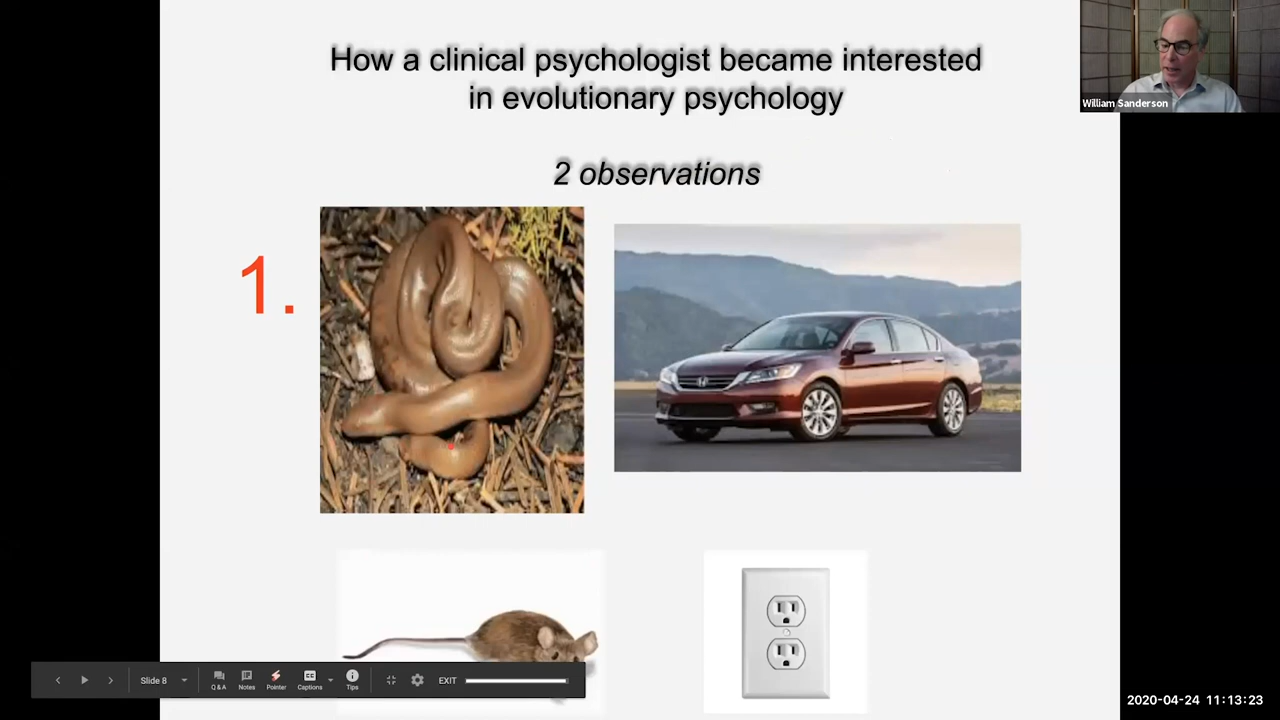 How a clinical psychologist became interested
in evolutionary psychology
William Sanderson
2 observations
1.
Slide 8
Q & A
Notes
Pointer
Captions
Tips
EXIT
2020-04-24 11:13:23